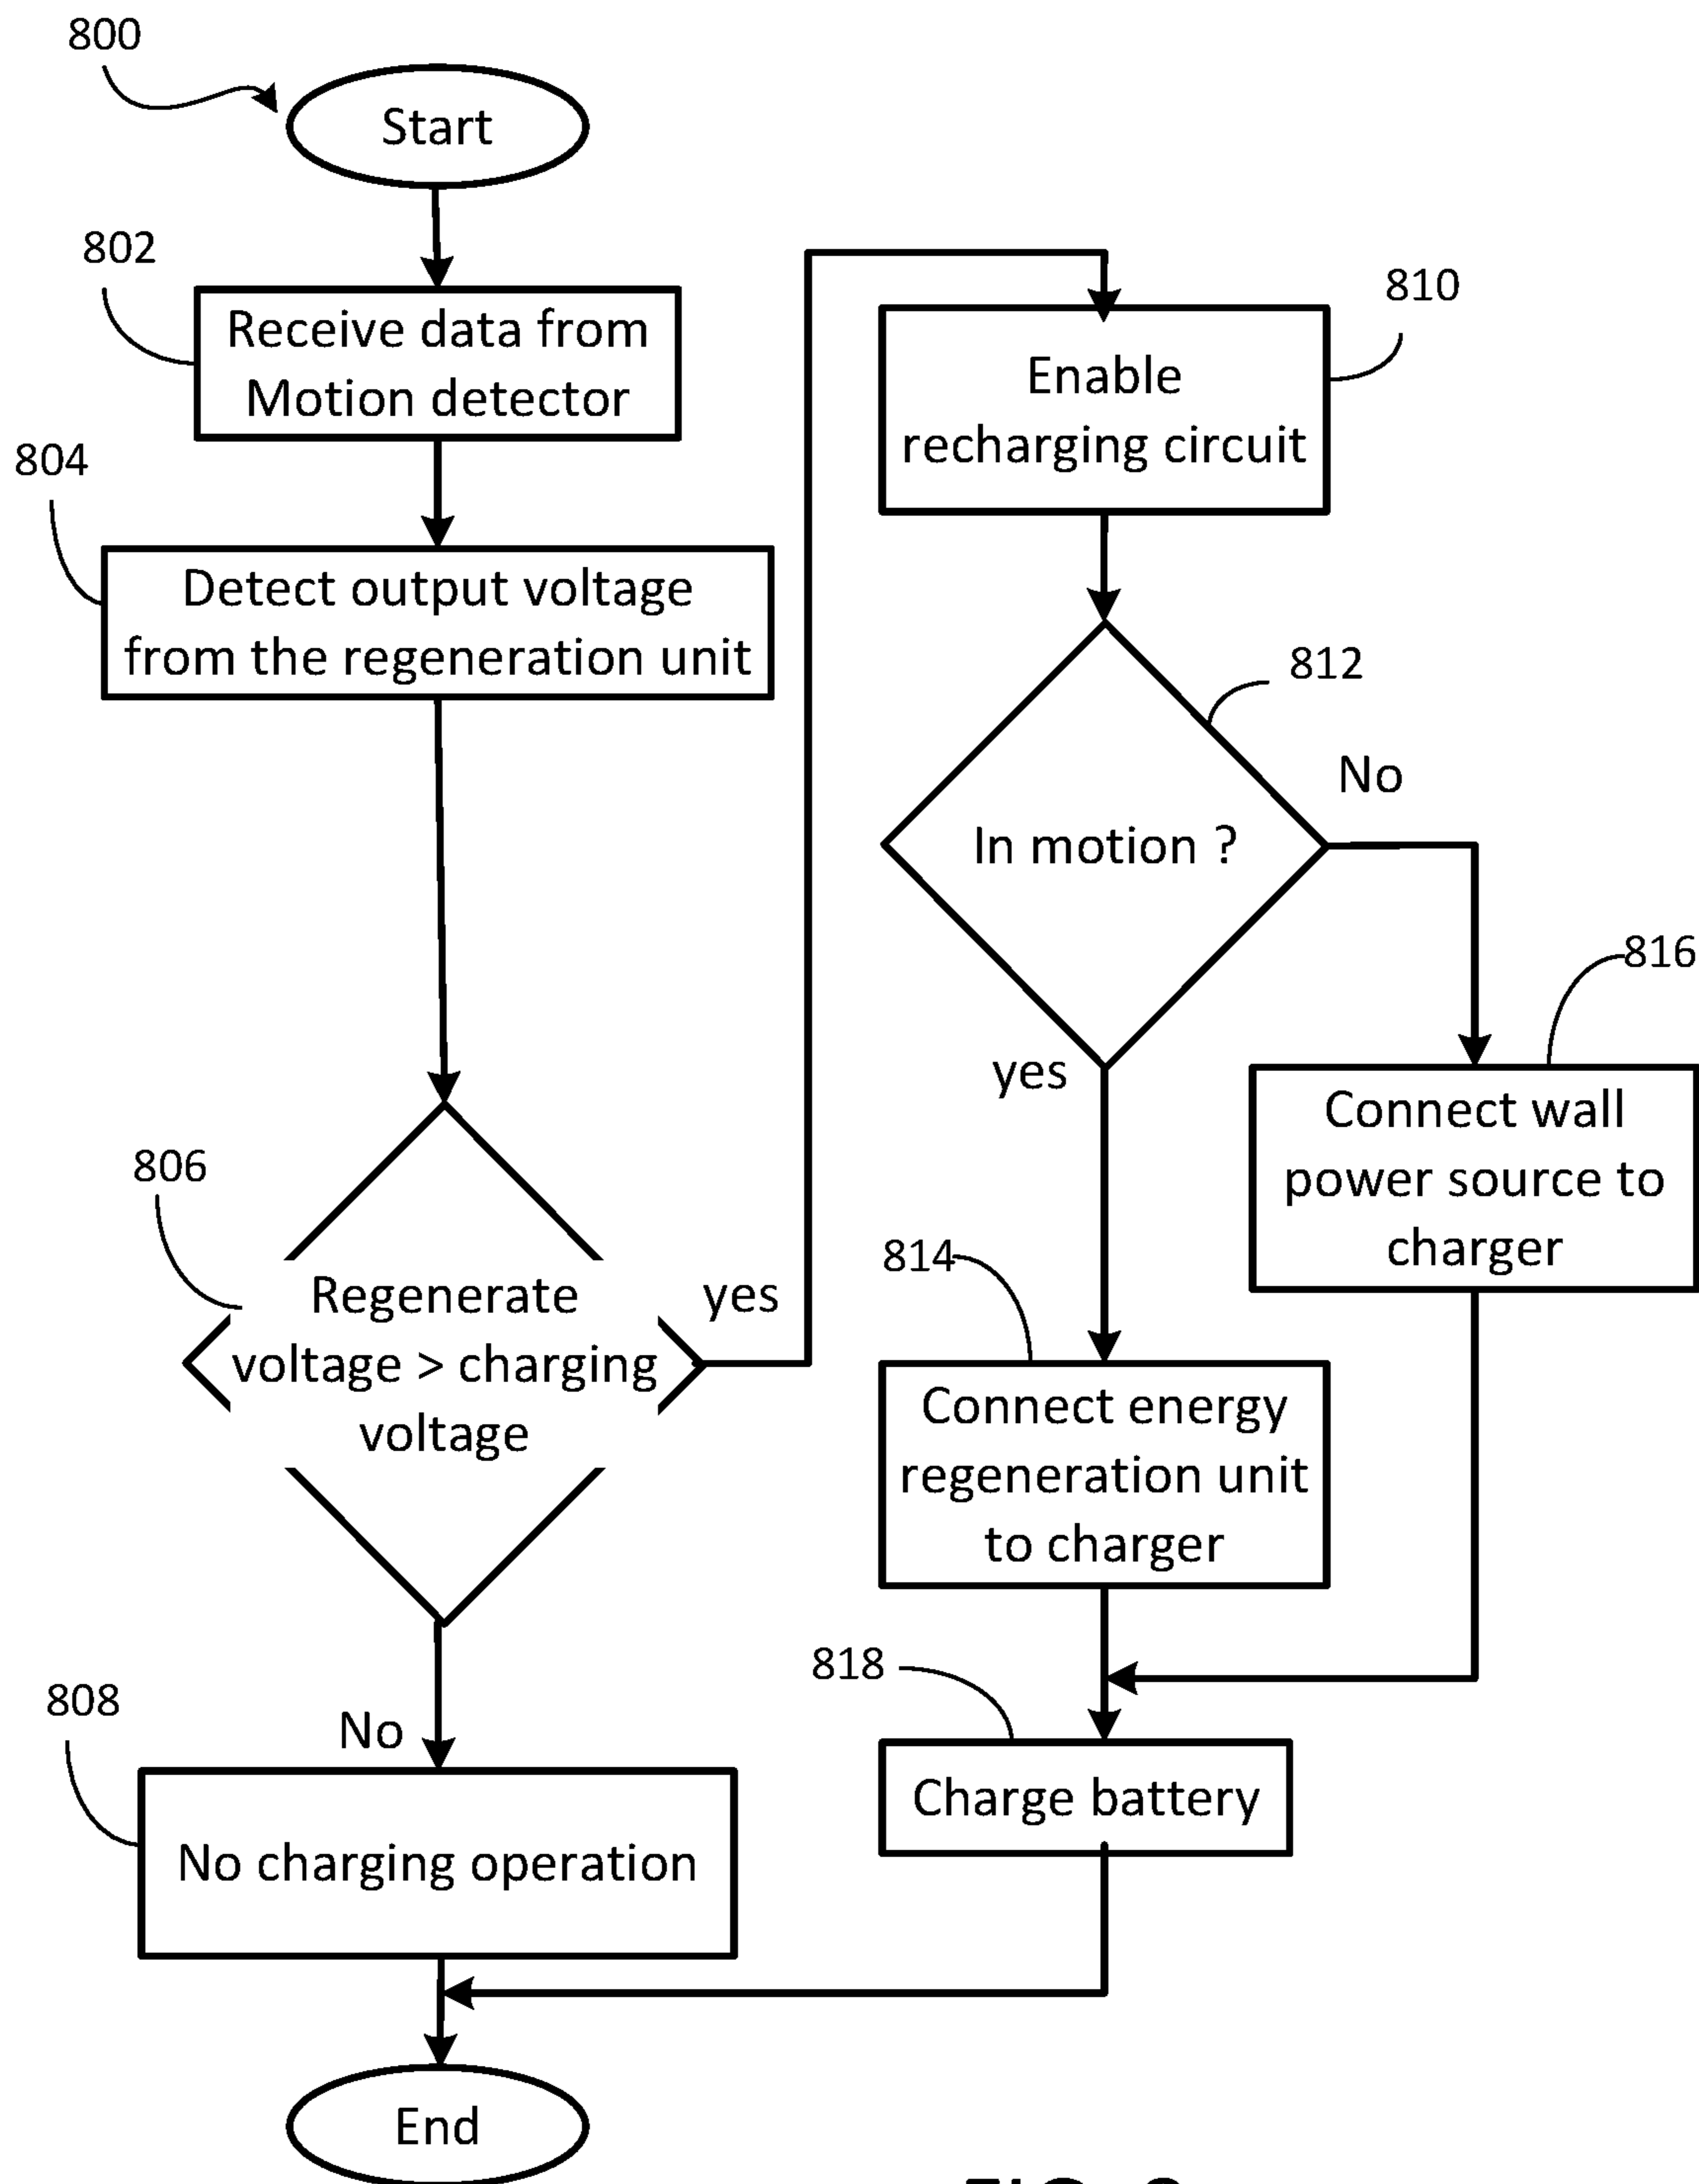 800
Start
802
Receive data from
Motion detector
804
Detect output voltage
from the regeneration unit
806
Regenerate
voltage > charging
voltage
yes
No
808
No charging operation
End
810
Enable
recharging circuit
812
In motion ?
No
yes
816
Connect wall
power source to
charger
814
Connect energy
regeneration unit
to charger
818
Charge battery